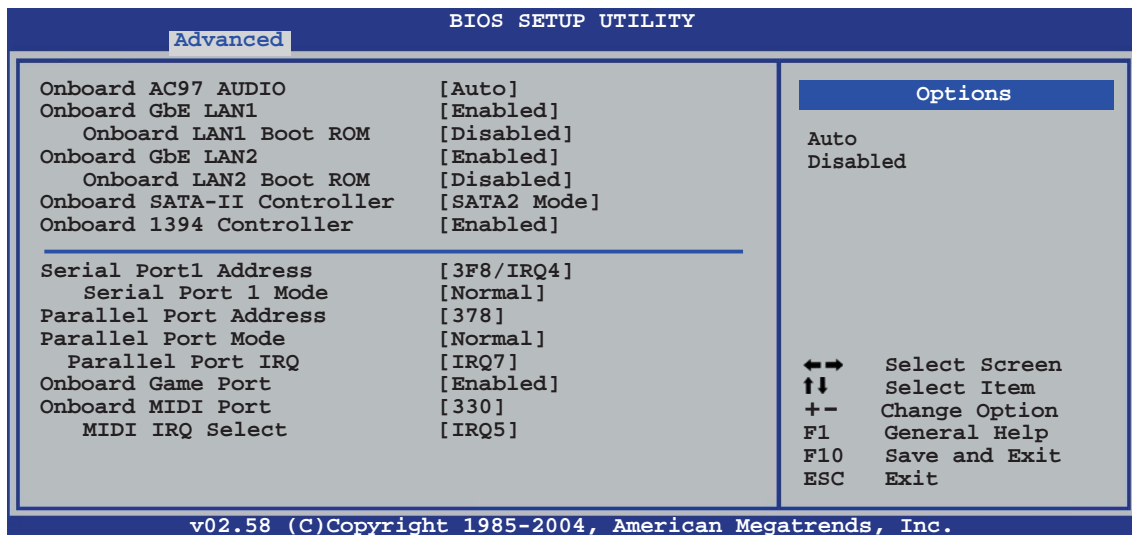 BIOS SETUP UTILITY
Advanced
Onboard AC97 AUDIO [Auto]
Onboard GbE LAN1 [Enabled]
Onboard LAN1 Boot ROM [Disabled]
Onboard GbE LAN2 [Enabled]
Onboard LAN2 Boot ROM [Disabled]
Onboard SATA-II Controller [SATA2 Mode]
Onboard 1394 Controller [Enabled]
Serial Port1 Address [3F8/IRQ4]
Serial Port 1 Mode [Normal]
Parallel Port Address [378]
Parallel Port Mode [Normal]
Parallel Port IRQ [IRQ7]
Onboard Game Port [Enabled]
Onboard MIDI Port [330]
MIDI IRQ Select [IRQ5]
Options
Auto
Disabled
←→ Select Screen
↑↓ Select Item
+- Change Option
F1 General Help
F10 Save and Exit
ESC Exit
v02.58 (C)Copyright 1985-2004, American Megatrends, Inc.